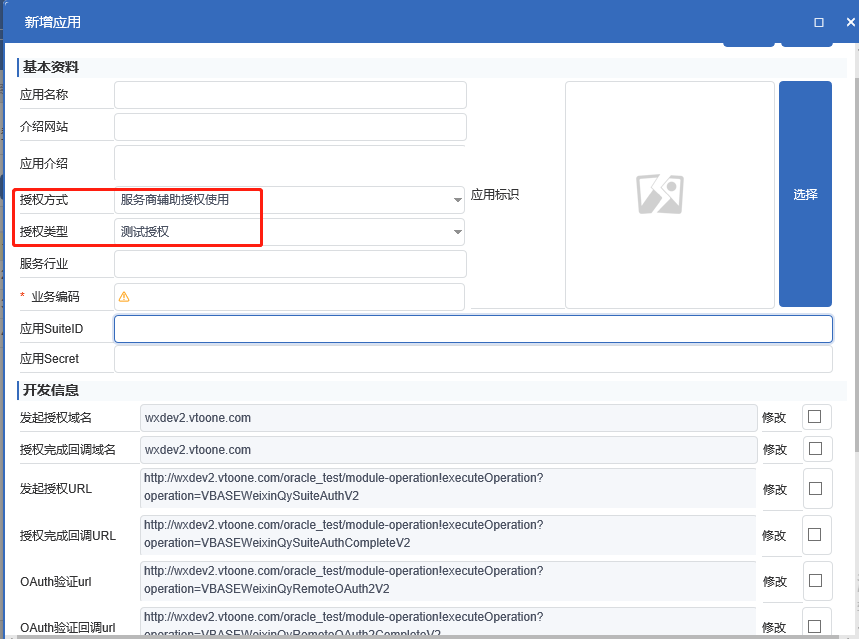 新增应用
基本资料
应用名称
介绍网站
应用介绍
授权方式 服务商辅助授权使用 应用标识 选择
授权类型 测试授权
服务行业
* 业务编码
应用SuiteID
应用Secret
开发信息
发起授权域名 wxdev2.vtoone.com 修改
授权完成回调域名 wxdev2.vtoone.com 修改
发起授权URL http://wxdev2.vtoone.com/oracle_test/module-operation!executeOperation?
operation=VBASEWeixinQySuiteAuthV2 修改
授权完成回调URL http://wxdev2.vtoone.com/oracle_test/module-operation!executeOperation?
operation=VBASEWeixinQySuiteAuthCompleteV2 修改
OAuth验证url http://wxdev2.vtoone.com/oracle_test/module-operation!executeOperation?
operation=VBASEWeixinQyRemoteOAuth2V2 修改
OAuth验证回调url http://wxdev2.vtoone.com/oracle_test/module-operation!executeOperation?
operation=VBASEWeixinQyRemoteOAuth2CompleteV2 修改